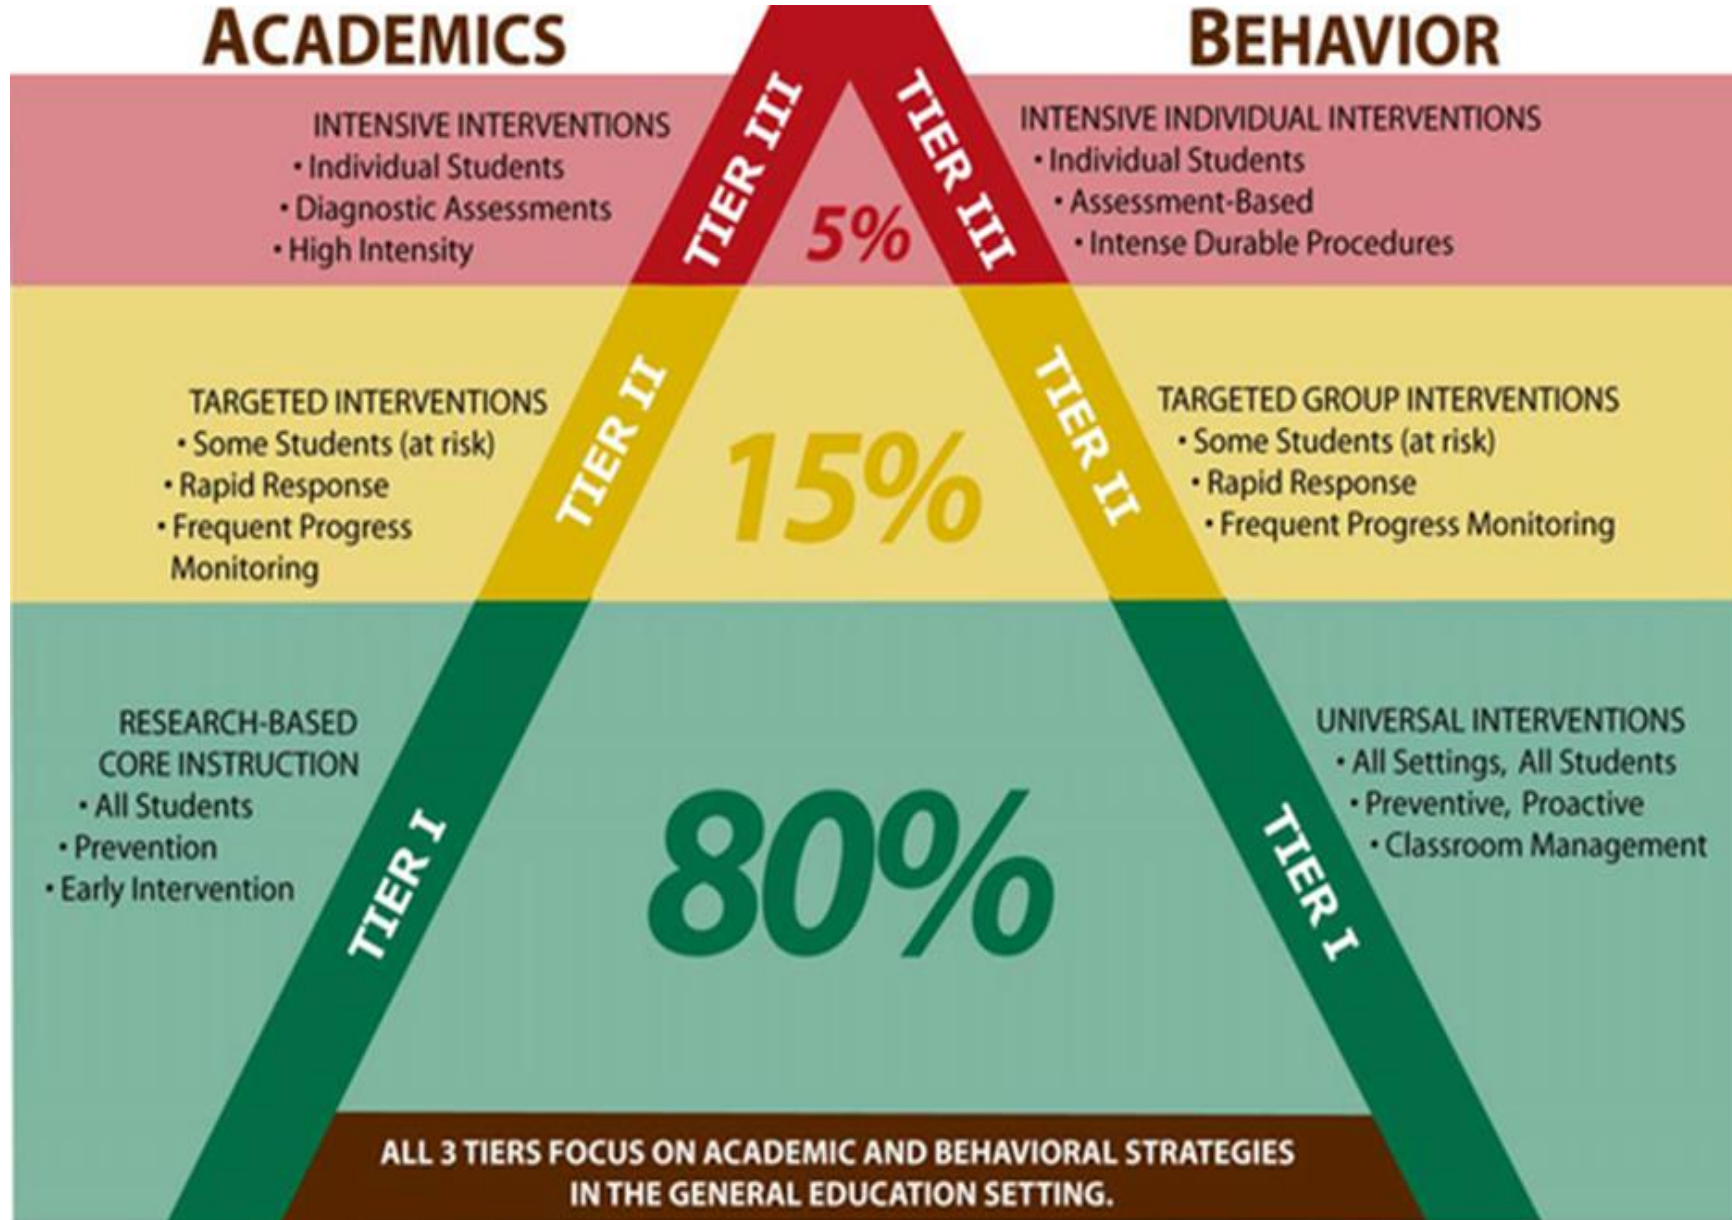 ACADEMICS
INTENSIVE INTERVENTIONS
• Individual Students
• Diagnostic Assessments
• High Intensity
TIER III
5%
TIER III
BEHAVIOR
INTENSIVE INDIVIDUAL INTERVENTIONS
• Individual Students
• Assessment-Based
• Intense Durable Procedures
TARGETED INTERVENTIONS
• Some Students (at risk)
• Rapid Response
• Frequent Progress
Monitoring
TIER II
15%
TIER II
TARGETED GROUP INTERVENTIONS
• Some Students (at risk)
• Rapid Response
• Frequent Progress Monitoring
RESEARCH-BASED
CORE INSTRUCTION
• All Students
• Prevention
• Early Intervention
TIER I
80%
TIER I
UNIVERSAL INTERVENTIONS
• All Settings, All Students
• Preventive, Proactive
• Classroom Management
ALL 3 TIERS FOCUS ON ACADEMIC AND BEHAVIORAL STRATEGIES
IN THE GENERAL EDUCATION SETTING.